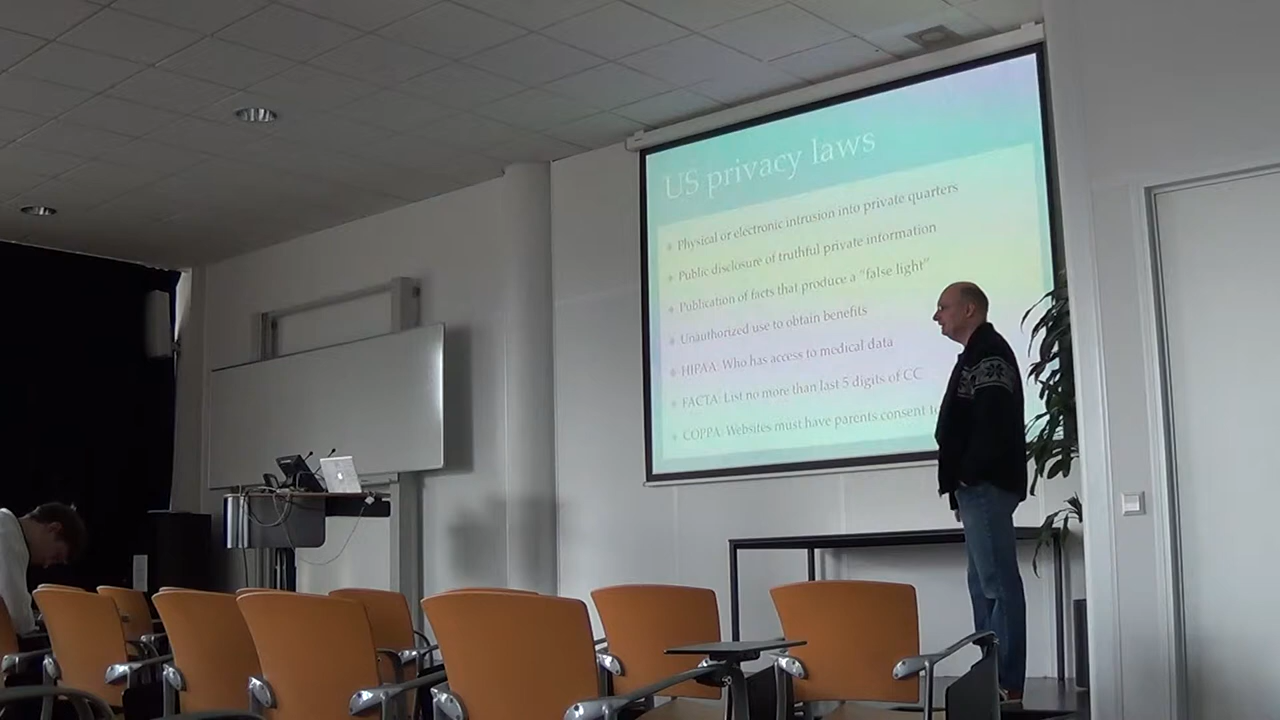 US privacy laws
Physical or electronic intrusion into private quarters
Public disclosure of truthful private information
Publication of facts that produce a "false light"
Unauthorized use to obtain benefits
HIPAA: Who has access to medical data
FACTA: List no more than last 5 digits of CC
COPPA: Websites must have parents consent